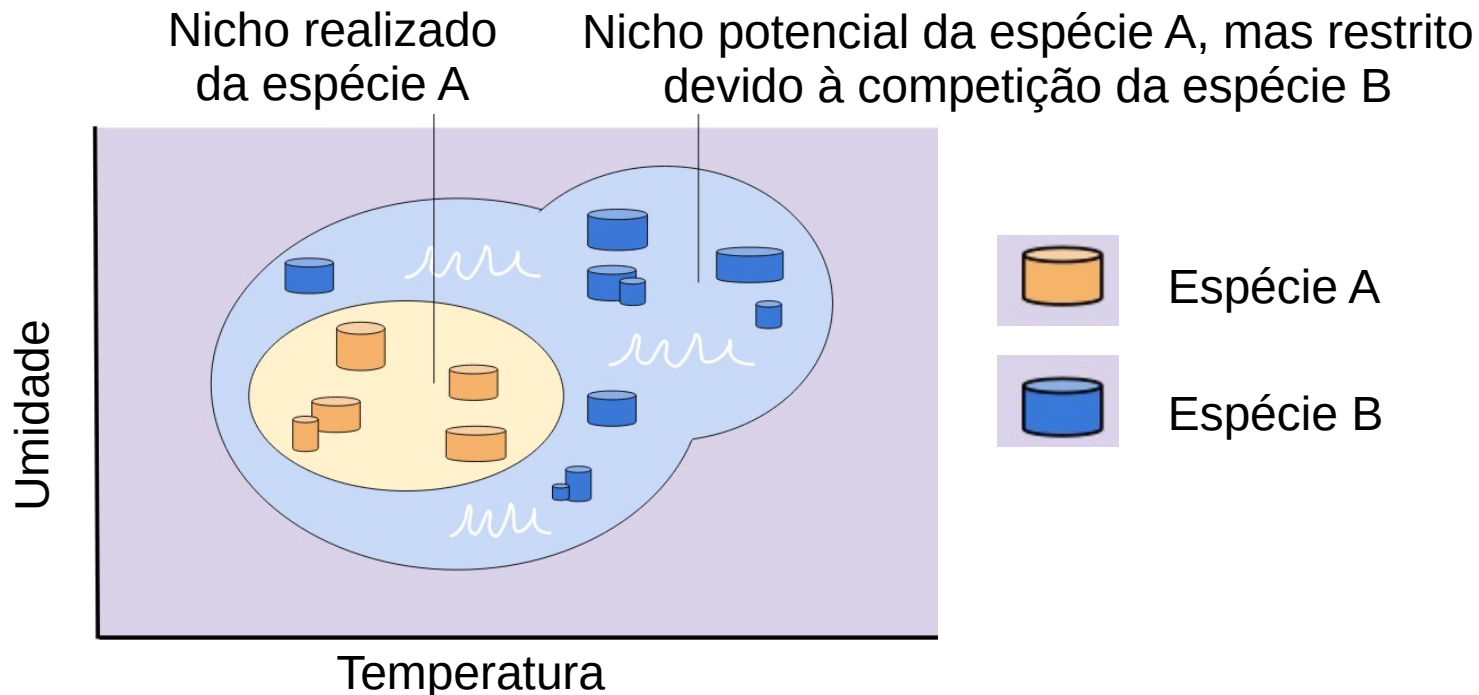 Nicho realizado
da espécie A
Nicho potencial da espécie A, mas restrito
devido à competição da espécie B
Umidade
Temperatura
Espécie A
Espécie B